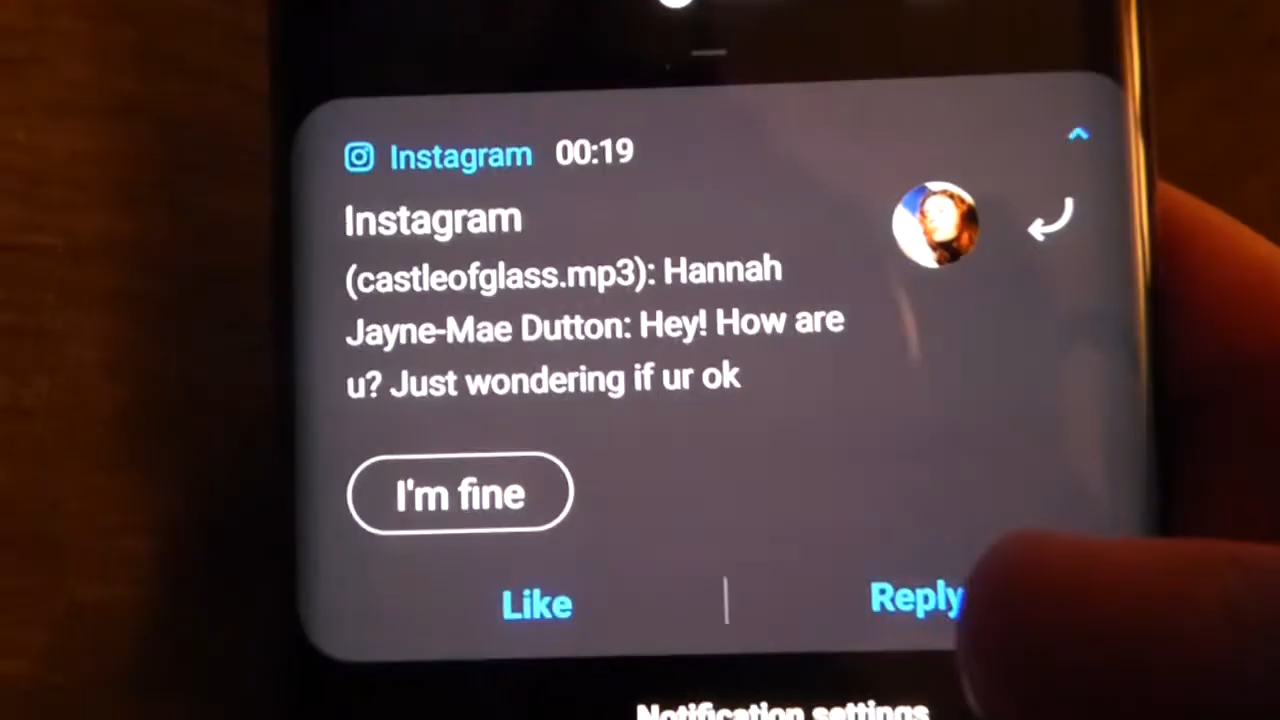 Instagram 00:19
Instagram
(castleofglass.mp3): Hannah
Jayne-Mae Dutton: Hey! How are
u? Just wondering if ur ok
I'm fine
Like
Reply
Notification settings